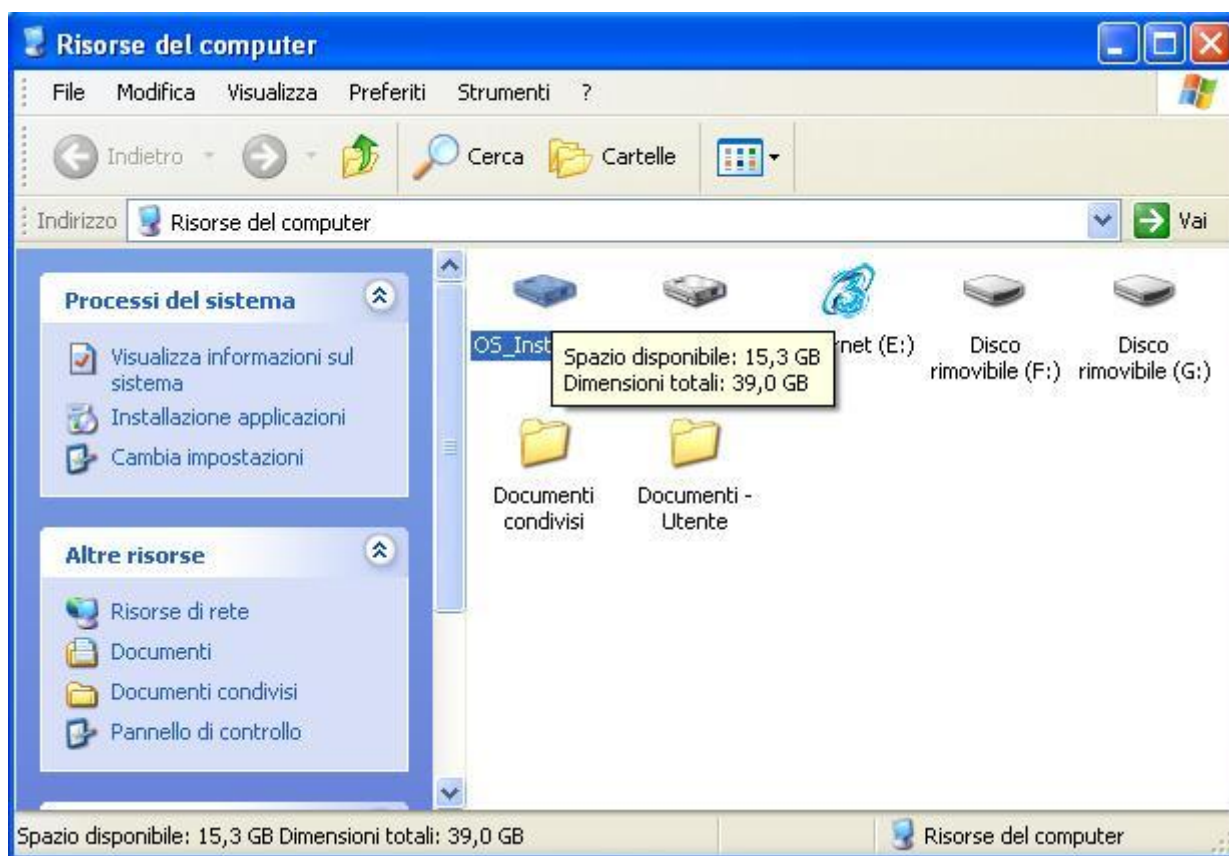 Risorse del computer
File Modifica Visualizza Preferiti Strumenti ?
Indietro Cerca Cartelle
Indirizzo Risorse del computer Vai
Processi del sistema
Visualizza informazioni sul
sistema
Installazione applicazioni
Cambia impostazioni
Altre risorse
Risorse di rete
Documenti
Documenti condivisi
Pannello di controllo
Spazio disponibile: 15,3 GB
Dimensioni totali: 39,0 GB
(E:)
Disco
rimovibile (F:)
Disco
rimovibile (G:)
Documenti
condivisi
Documenti -
Utente
Spazio disponibile: 15,3 GB Dimensioni totali: 39,0 GB
Risorse del computer